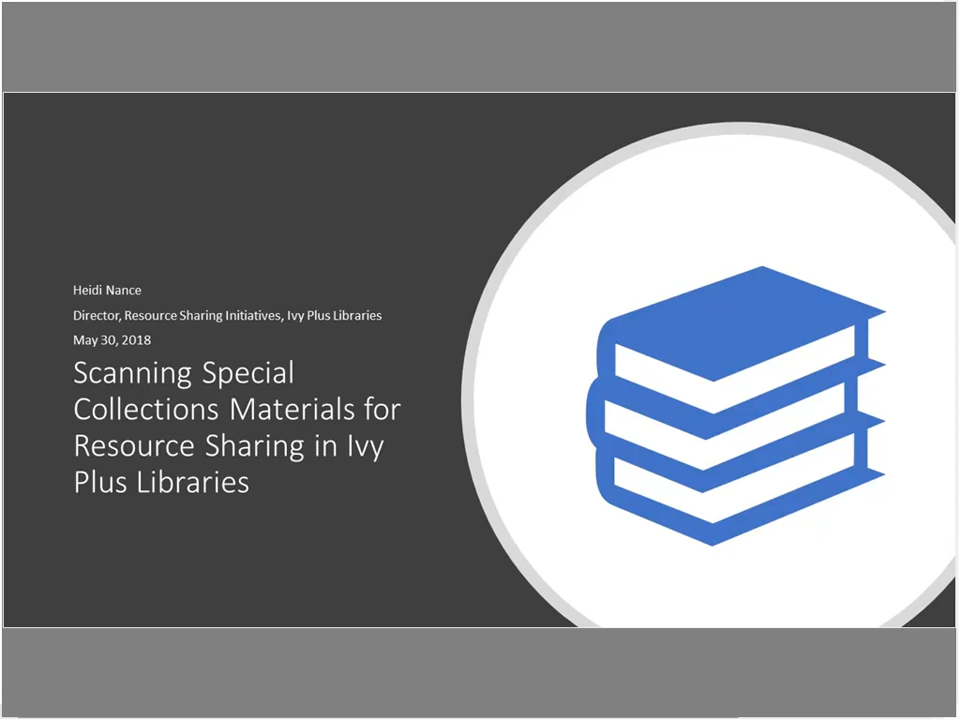 Heidi Nance
Director, Resource Sharing Initiatives, Ivy Plus Libraries
May 30, 2018
Scanning Special
Collections Materials for
Resource Sharing in Ivy
Plus Libraries